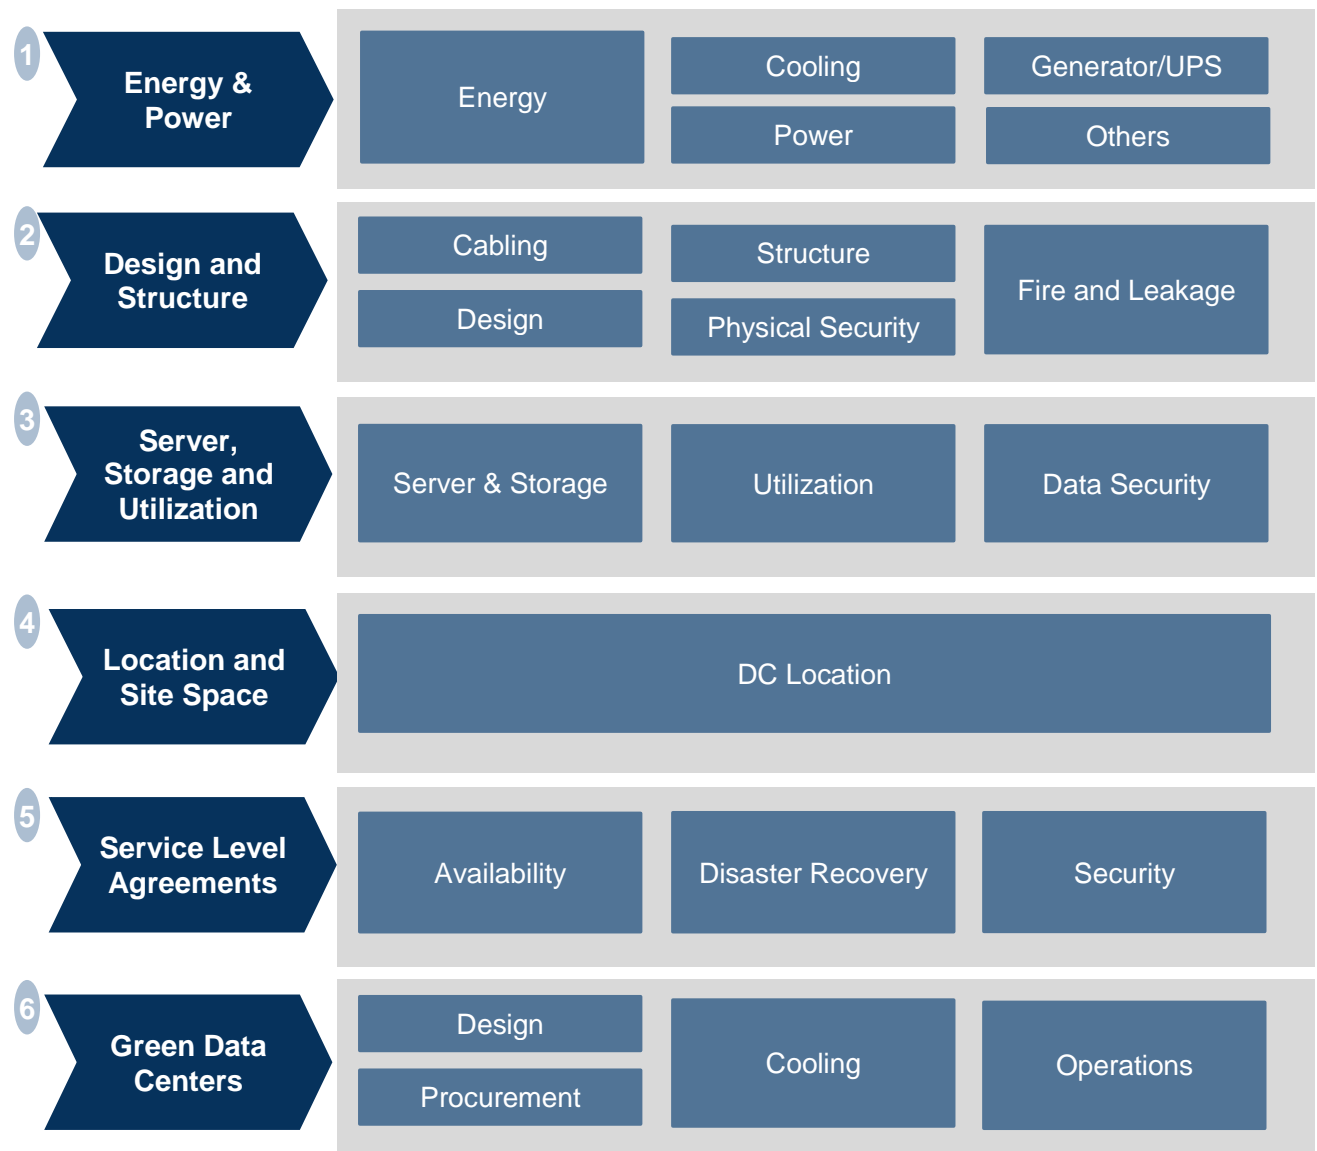 1
Energy &
Power
Energy
Cooling
Power
Generator/UPS
Others
2
Design and
Structure
Cabling
Design
Structure
Physical Security
Fire and Leakage
3
Server,
Storage and
Utilization
Server & Storage
Utilization
Data Security
4
Location and
Site Space
DC Location
5
Service Level
Agreements
Availability
Disaster Recovery
Security
6
Green Data
Centers
Design
Procurement
Cooling
Operations